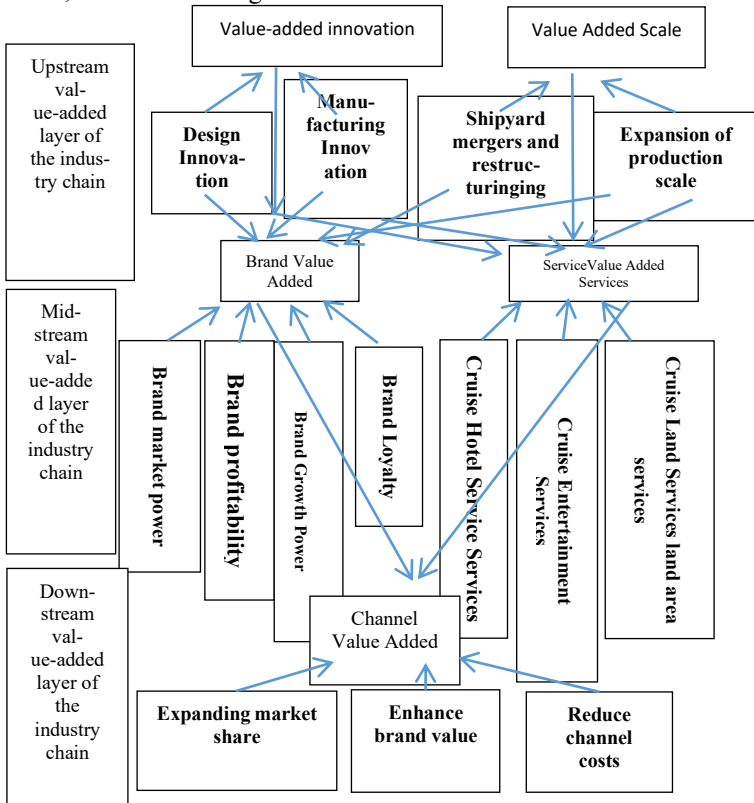 Value-added innovation
Value Added Scale
Upstream
val-
ue-added
layer of
the indus-
try chain
Design
Innova-
tion
Manu-
facturing
Innov
ation
Shipyard
mergers and
restruc-
turinging
Expansion of
production
scale
Brand Value
Added
ServiceValue Added
Services
Mid-
stream
val-
ue-adde
d layer of
the
industry
chain
Brand market power
Brand profitability
Brand Growth Power
Brand Loyalty
Cruise Hotel Service Services
Cruise Entertainment
Services
Cruise Land Services land area
services
Down-
stream
val-
ue-added
layer of
the
industry
chain
Channel
Value Added
Expanding market
share
Enhance
brand value
Reduce
channel
costs